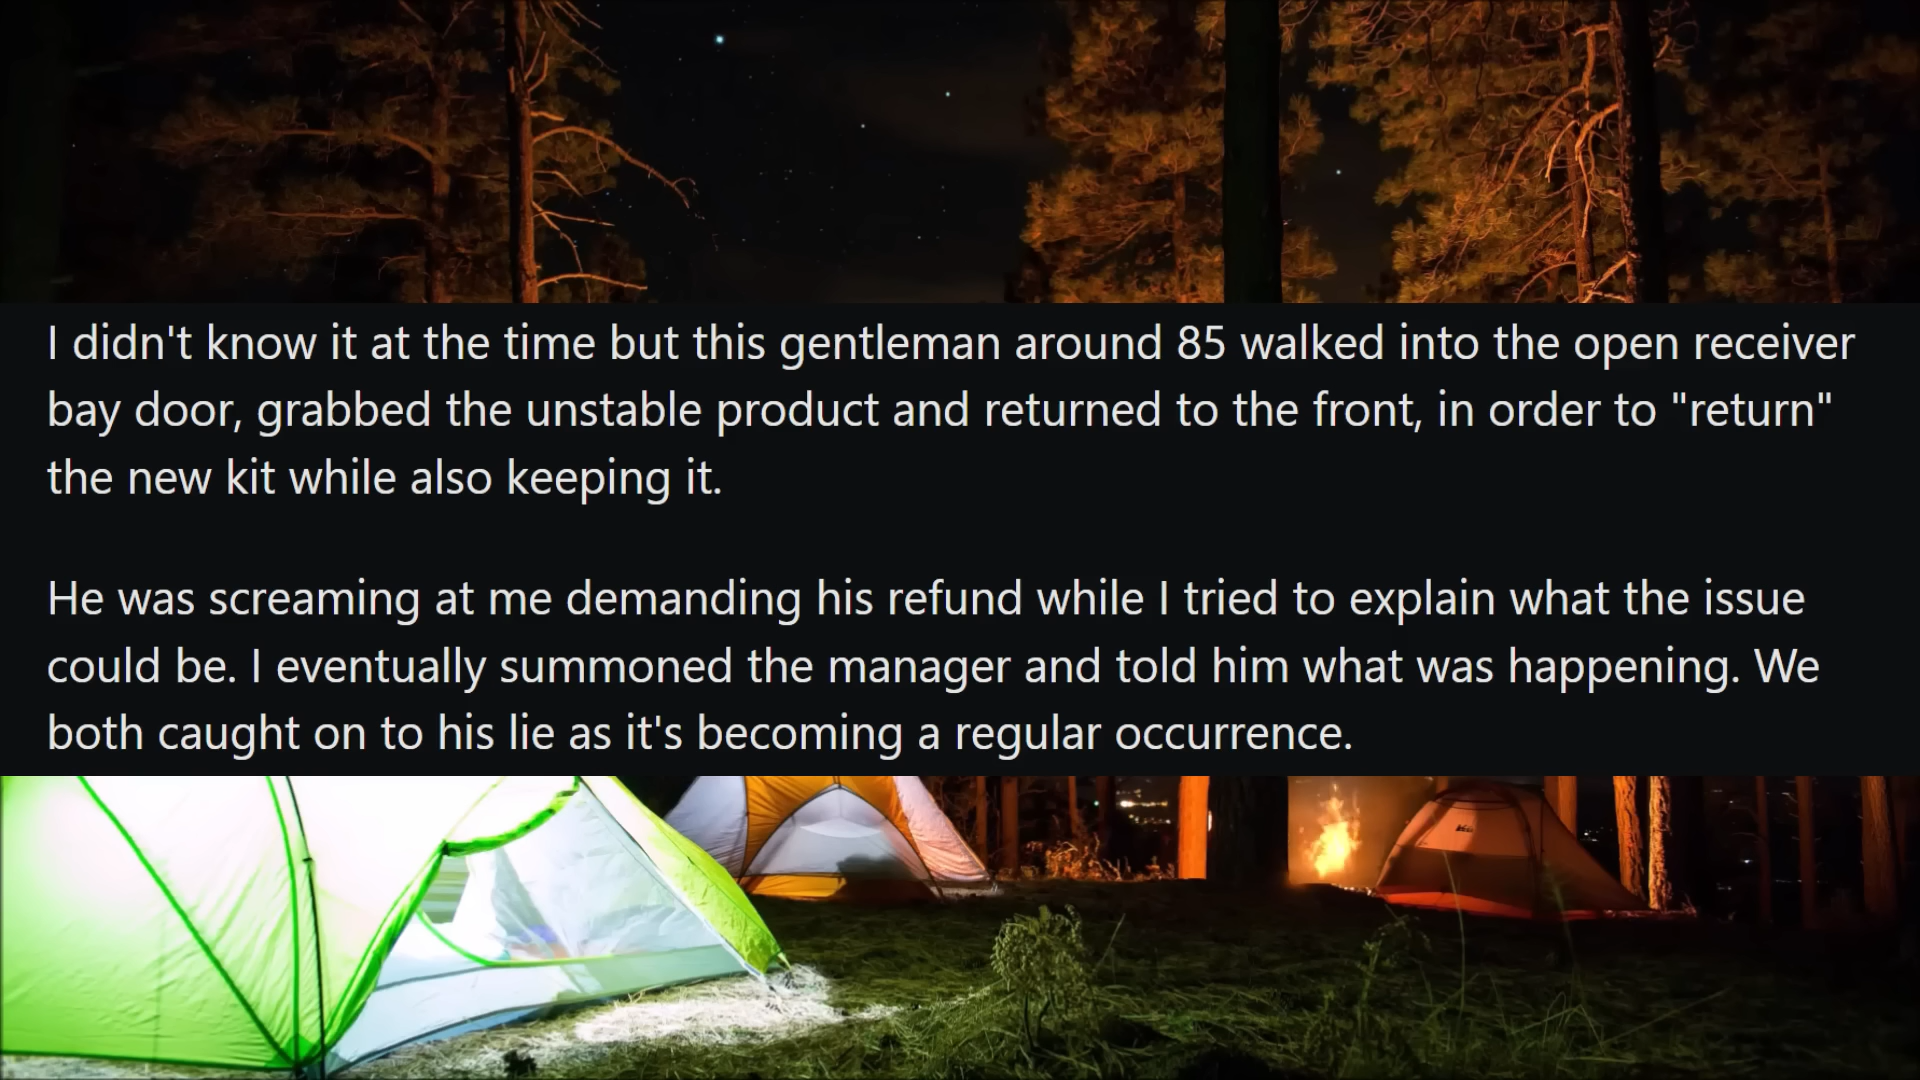 I didn't know it at the time but this gentleman around 85 walked into the open receiver
bay door, grabbed the unstable product and returned to the front, in order to "return"
the new kit while also keeping it.
He was screaming at me demanding his refund while I tried to explain what the issue
could be. I eventually summoned the manager and told him what was happening. We
both caught on to his lie as it's becoming a regular occurrence.